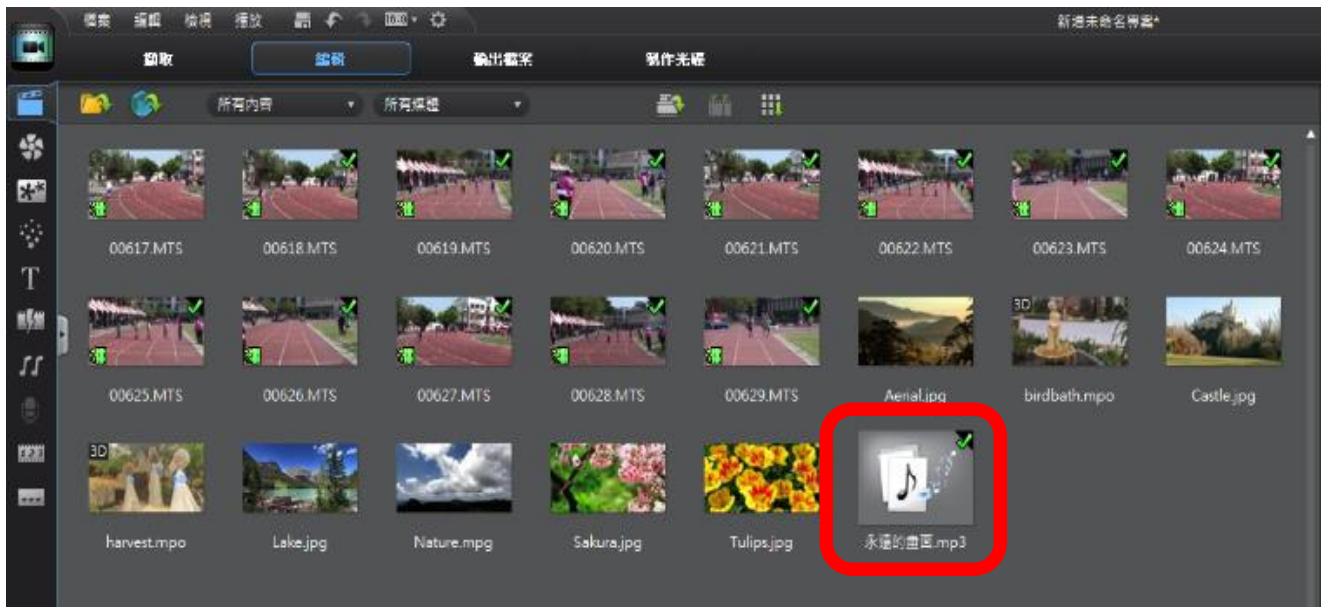 檔案 編輯 檢視 播放 新增未命名專案*
擷取 編輯 輸出檔案 製作光碟
所有內容 所有媒體
00617.MTS 00618.MTS 00619.MTS 00620.MTS 00621.MTS 00622.MTS 00623.MTS 00624.MTS
3D
00625.MTS 00626.MTS 00627.MTS 00628.MTS 00629.MTS Aerial.jpg birdbath.mpo Castle.jpg
3D
harvest.mpo Lake.jpg Nature.mpg Sakura.jpg Tulips.jpg 永遠的畫面.mp3